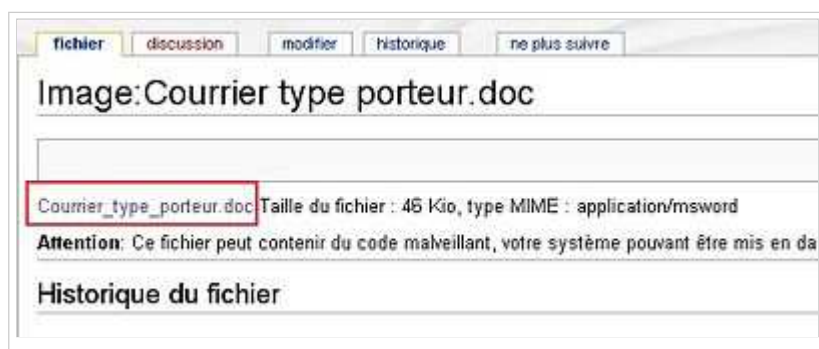 fichier discussion modifier historique ne plus suivre
Image:Courrier type porteur.doc
Courrier_type_porteur.doc Taille du fichier : 46 Kio, type MIME : application/msword
Attention: Ce fichier peut contenir du code malveillant, votre système pouvant être mis en da
Historique du fichier